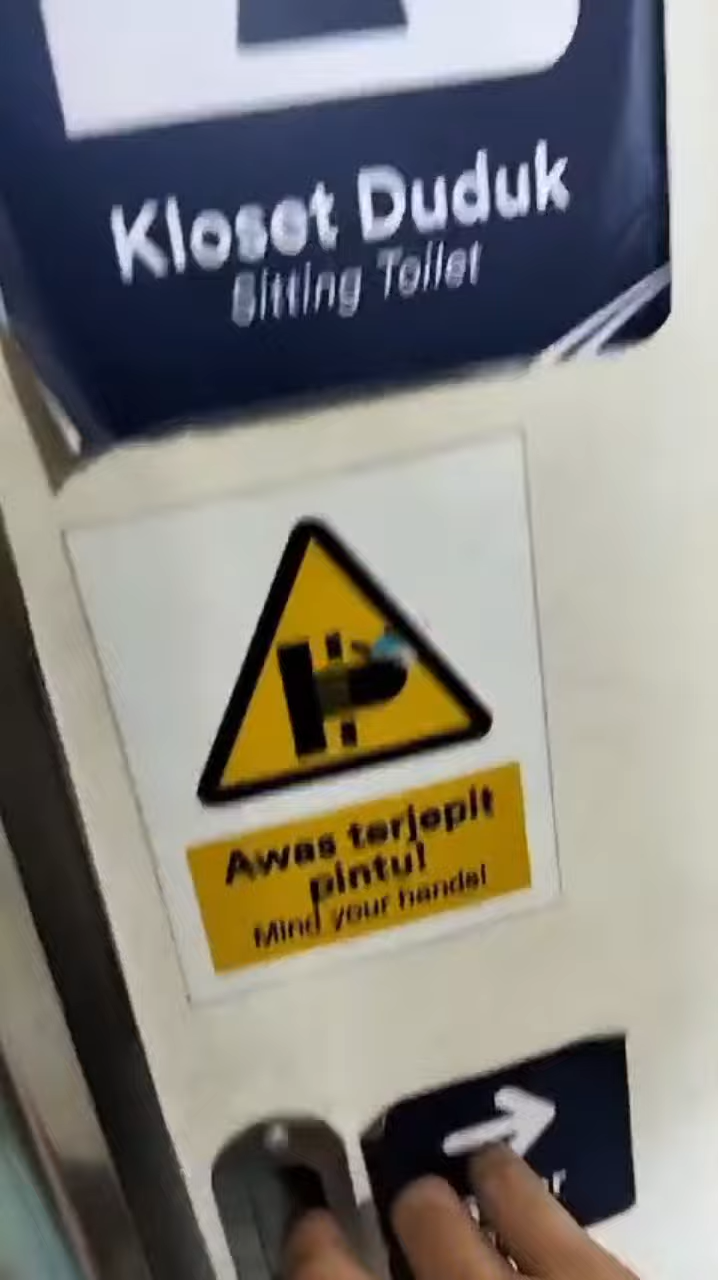 Kloset Duduk
Sitting Toilet
Awas terjepit
pintu!
Mind your hands!